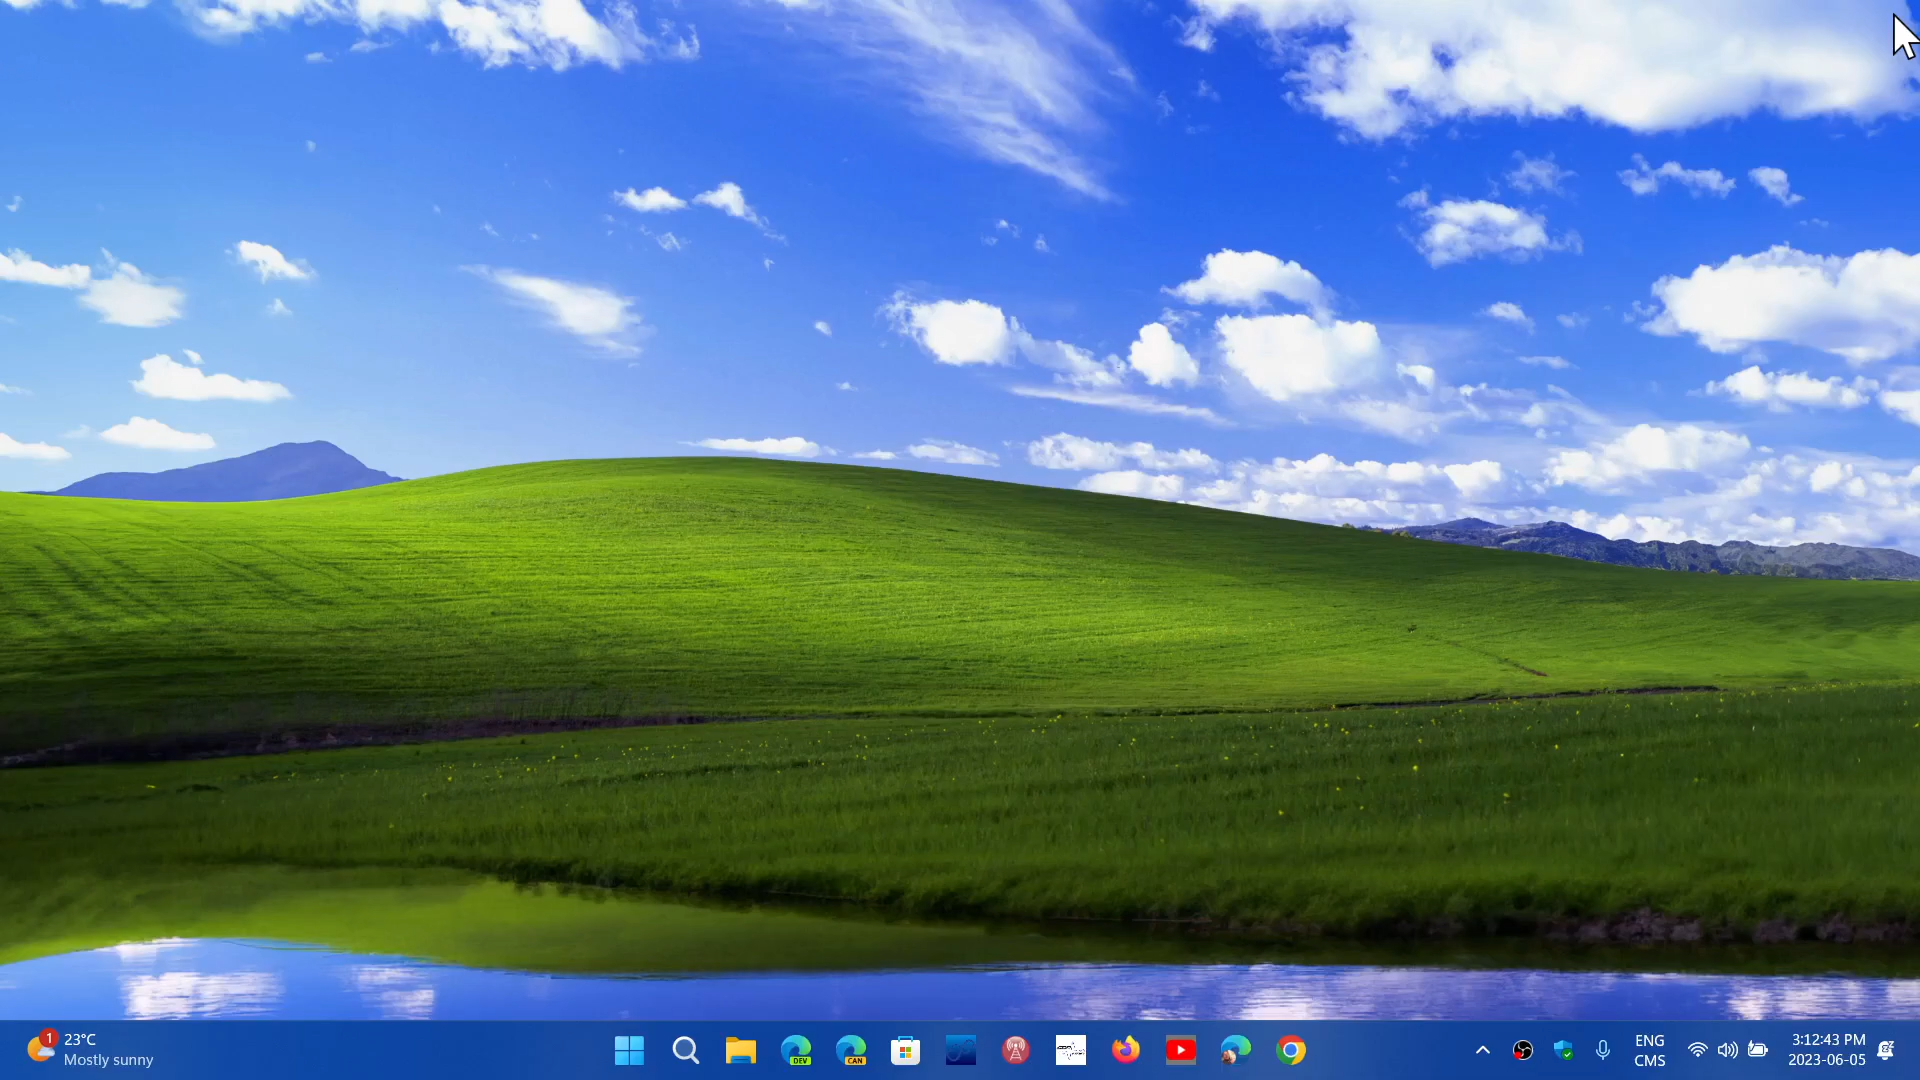 1
23°C
Mostly sunny
DEV
CAN
ENG
CMS
3:12:43 PM
2023-06-05